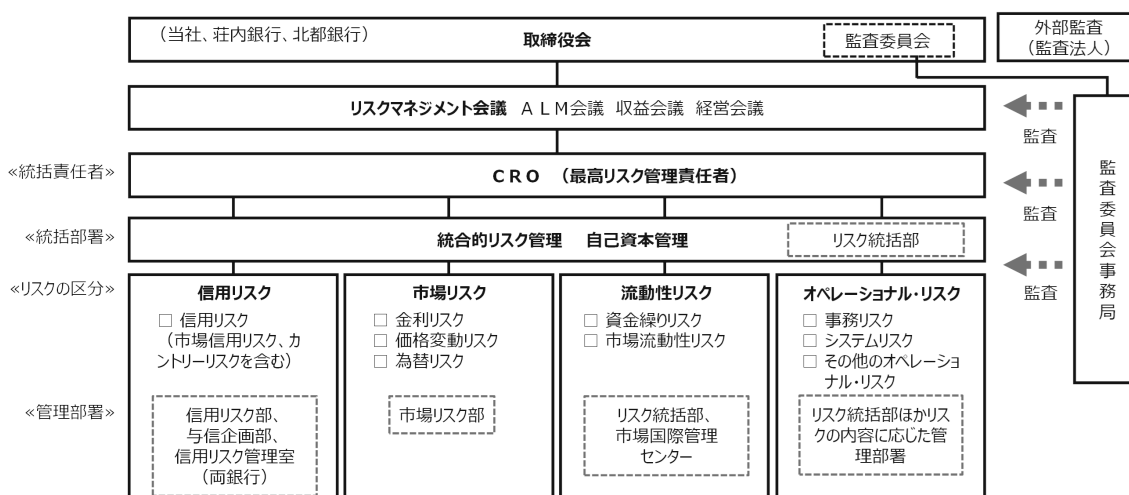 (当社、荘内銀行、北都銀行)
取締役会
監査委員会
外部監査
(監査法人)
リスクマネジメント会議 ALM会議 収益会議 経営会議
監査
«統括責任者»
CRO (最高リスク管理責任者)
監査
«統括部署»
統合的リスク管理 自己資本管理
リスク統括部
監査
監査委員会事務局
«リスクの区分»
信用リスク
□ 信用リスク
(市場信用リスク、カ
ントリーリスクを含む)
市場リスク
□ 金利リスク
□ 価格変動リスク
□ 為替リスク
流動性リスク
□ 資金繰りリスク
□ 市場流動性リスク
オペレーショナル・リスク
□ 事務リスク
□ システムリスク
□ その他のオペレーショ
ナル・リスク
«管理部署»
信用リスク部、
与信企画部、
信用リスク管理室
(両銀行)
市場リスク部
リスク統括部、
市場国際管理
センター
リスク統括部ほかリス
クの内容に応じた管
理部署